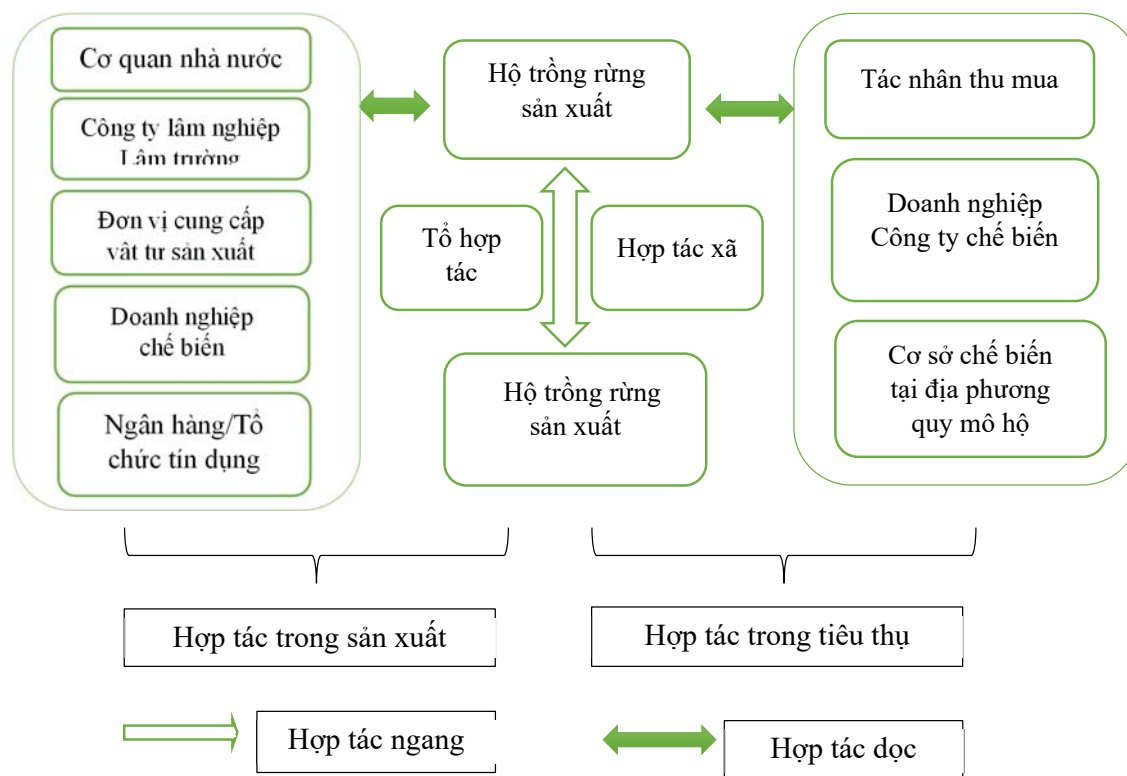 Cơ quan nhà nước
Công ty lâm nghiệp
Lâm trường
Đơn vị cung cấp
vât tư sản xuất
Doanh nghiệp
chế biến
Ngân hàng/Tổ
chức tín dụng
Hộ trồng rừng
sản xuất
Tổ hợp
tác
Hợp tác xã
Hộ trồng rừng
sản xuất
Tác nhân thu mua
Doanh nghiệp
Công ty chế biến
Cơ sở chế biến
tại địa phương
quy mô hộ
Hợp tác trong sản xuất
Hợp tác trong tiêu thụ
Hợp tác ngang
Hợp tác dọc